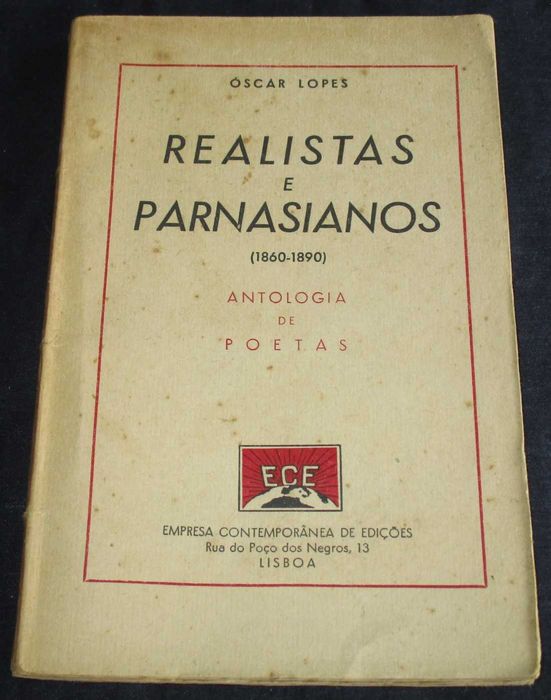 ÓSCAR LOPES
REALISTAS
E
PARNASIANOS
(1860-1890)
ANTOLOGIA
DE
POETAS
ECE
EMPRESA CONTEMPORÂNEA DE EDIÇÕES
Rua do Poço dos Negros, 13
LISBOA